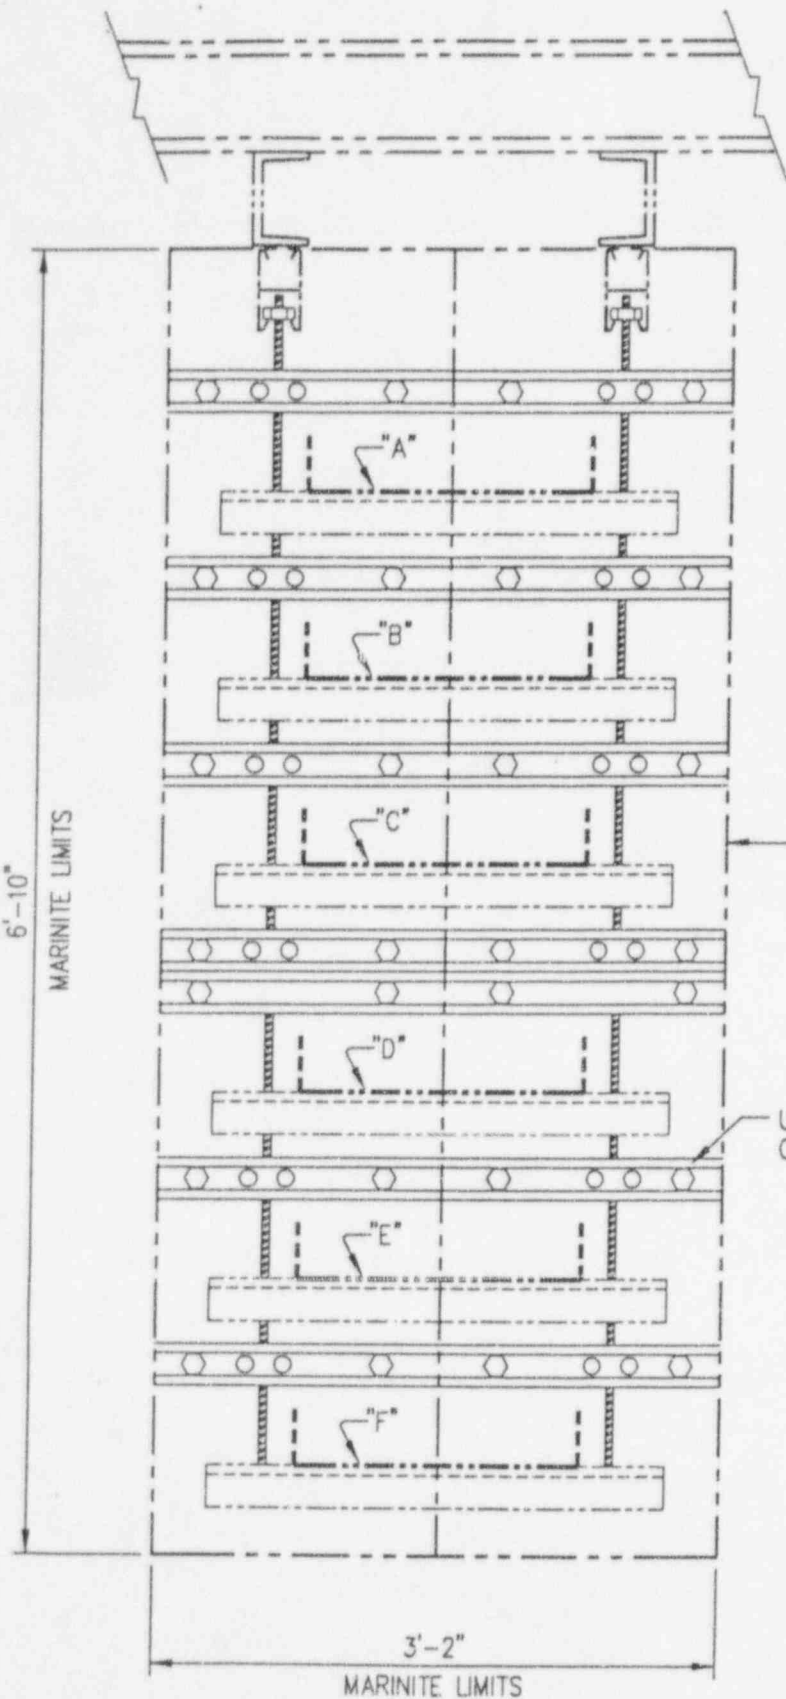 "A"
"B"
"C"
"D"
"E"
"F"
6'-10"
MARINITE LIMITS
3'-2"
MARINITE LIMITS